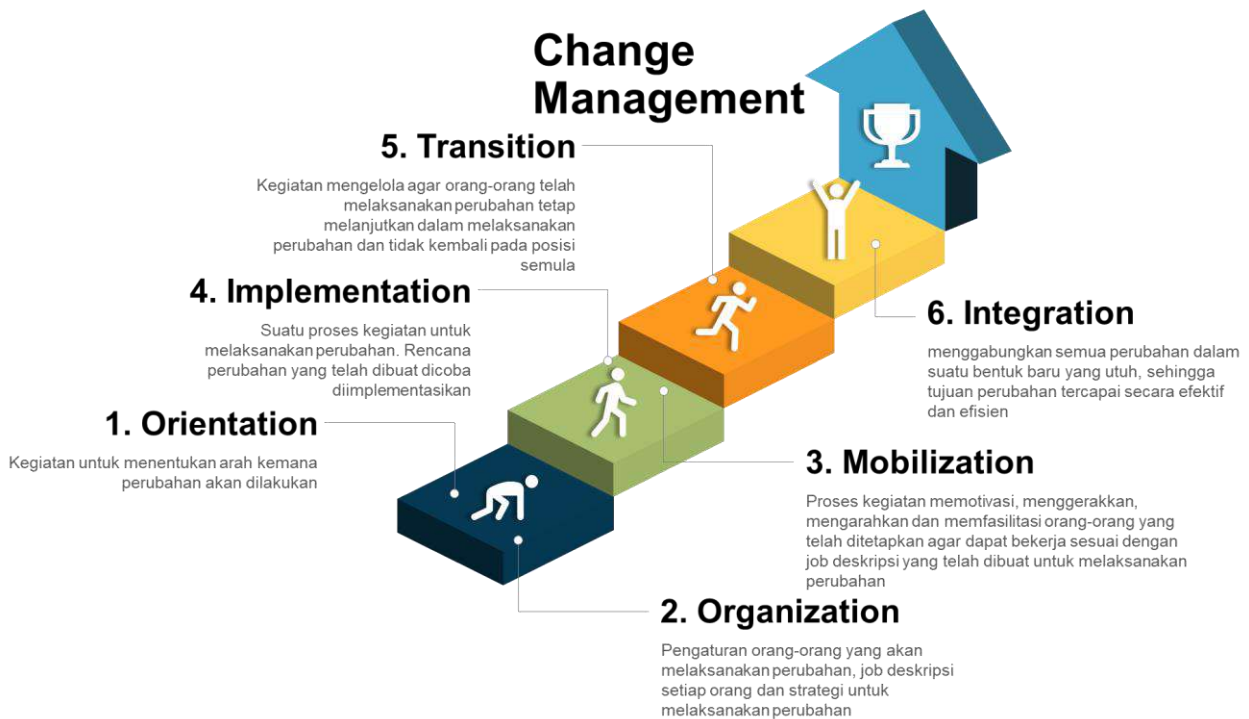 Change
Management
5. Transition
Kegiatan mengelola agar orang-orang telah
melaksanakan perubahan tetap
melanjutkan dalam melaksanakan
perubahan dan tidak kembali pada posisi
semula
4. Implementation
Suatu proses kegiatan untuk
melaksanakan perubahan. Rencana
perubahan yang telah dibuat dicoba
diimplementasikan
1. Orientation
Kegiatan untuk menentukan arah kemana
perubahan akan dilakukan
6. Integration
menggabungkan semua perubahan dalam
suatu bentuk baru yang utuh, sehingga
tujuan perubahan tercapai secara efektif
dan efisien
3. Mobilization
Proses kegiatan memotivasi, menggerakkan,
mengarahkan dan memfasilitasi orang-orang yang
telah ditetapkan agar dapat bekerja sesuai dengan
job deskripsi yang telah dibuat untuk melaksanakan
perubahan
2. Organization
Pengaturan orang-orang yang akan
melaksanakan perubahan, job deskripsi
setiap orang dan strategi untuk
melaksanakan perubahan